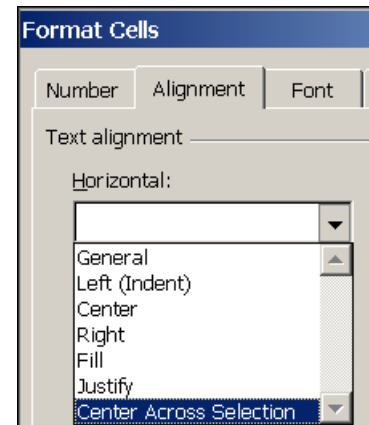 Format Cells
Number Alignment Font
Text alignment
Horizontal:
General
Left (Indent)
Center
Right
Fill
Justify
Center Across Selection